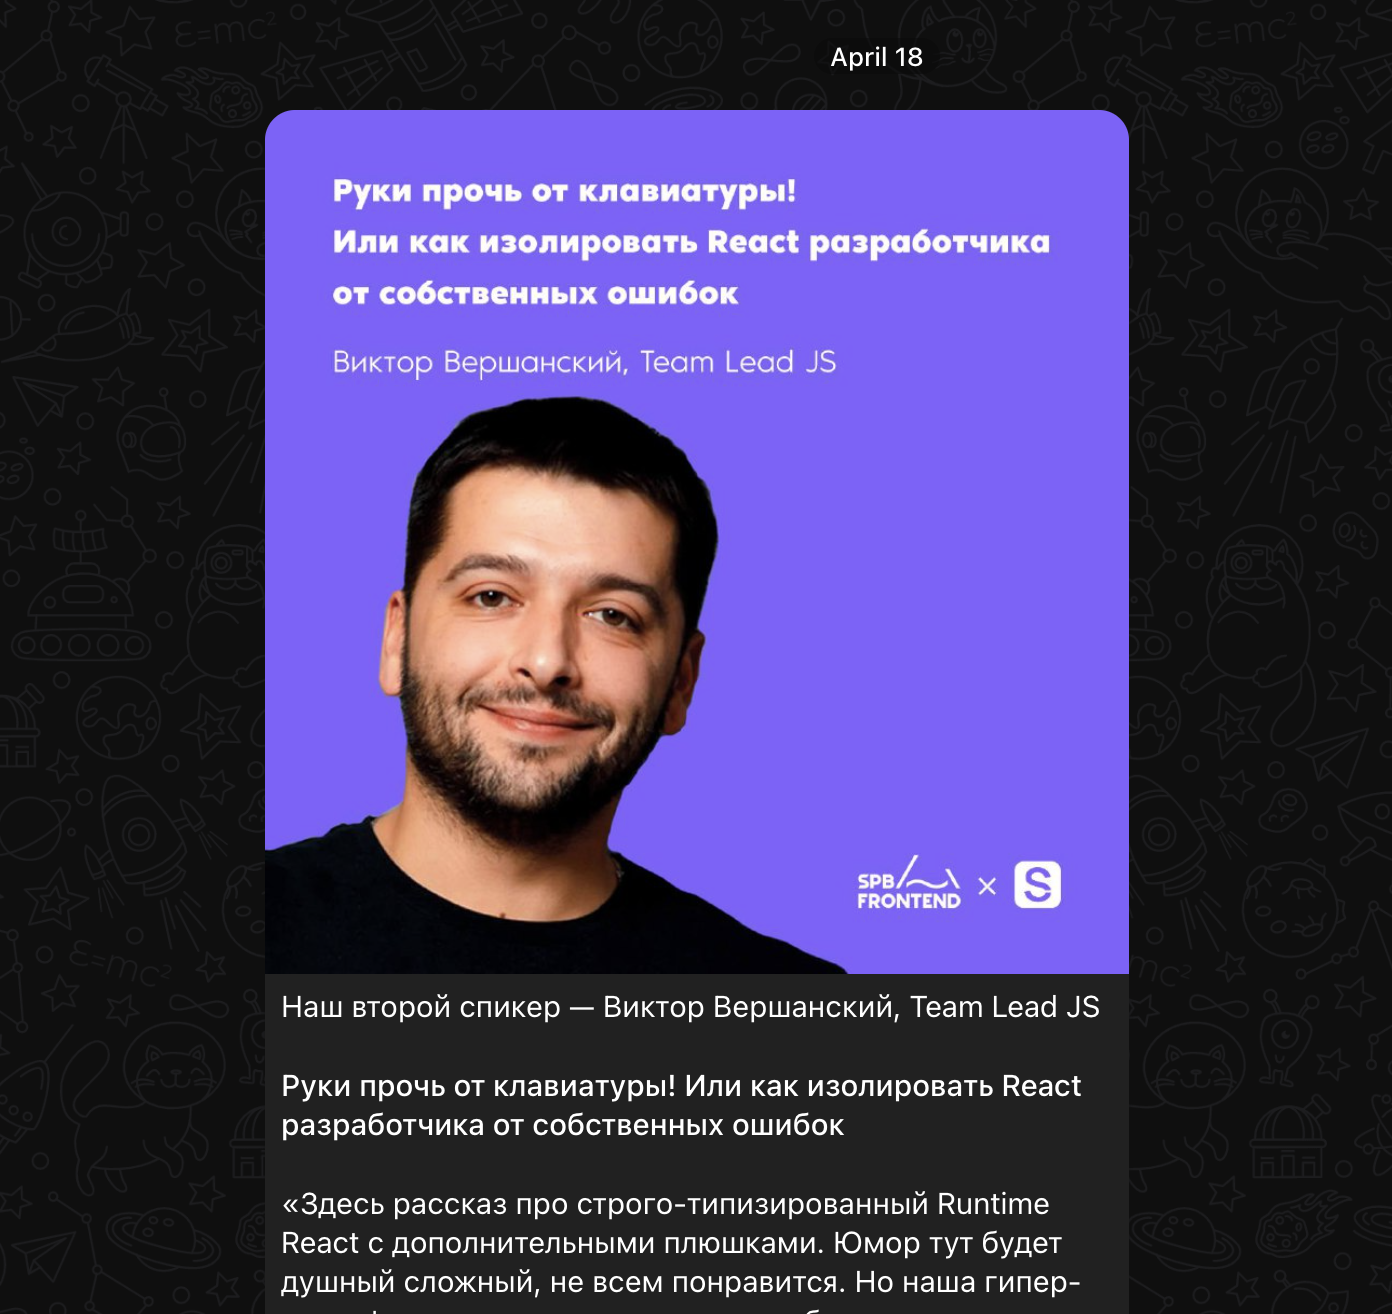 April 18
Руки прочь от клавиатуры!
Или как изолировать React разработчика
от собственных ошибок
Виктор Вершанский, Team Lead JS
SPB
FRONTEND
×
S
Наш второй спикер — Виктор Вершанский, Team Lead JS
Руки прочь от клавиатуры! Или как изолировать React
разработчика от собственных ошибок
«Здесь рассказ про строго-типизированный Runtime
React с дополнительными плюшками. Юмор тут будет
душный сложный, не всем понравится. Но наша гипер-